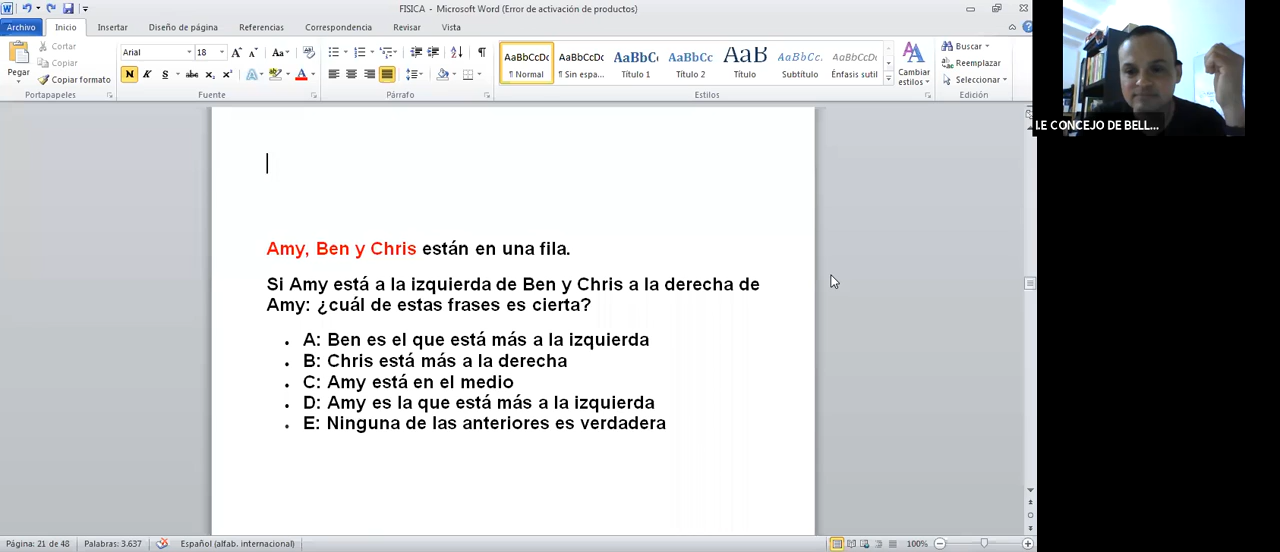 FISICA - Microsoft Word (Error de activación de productos)
Archivo Inicio Insertar Diseño de página Referencias Correspondencia Revisar Vista
Pegar
Cortar
Copiar
Copiar formato
Portapapeles
Arial 18
N K S abc x₂ x² A A
Fuente
Párrafo
AaBbCcDc AaBbCcDc AaBbC AaBbCc AaB AaBbCc. AaBbCcDc
¶ Normal ¶ Sin espa... Título 1 Título 2 Título Subtítulo Énfasis sutil
Estilos
Cambiar estilos
Buscar
Reemplazar
Seleccionar
Edición
LE CONCEJO DE BELL...
Amy, Ben y Chris están en una fila.
Si Amy está a la izquierda de Ben y Chris a la derecha de
Amy: ¿cuál de estas frases es cierta?
• A: Ben es el que está más a la izquierda
• B: Chris está más a la derecha
• C: Amy está en el medio
• D: Amy es la que está más a la izquierda
• E: Ninguna de las anteriores es verdadera
Página: 21 de 48 Palabras: 3.637 Español (alfab. internacional) 100%